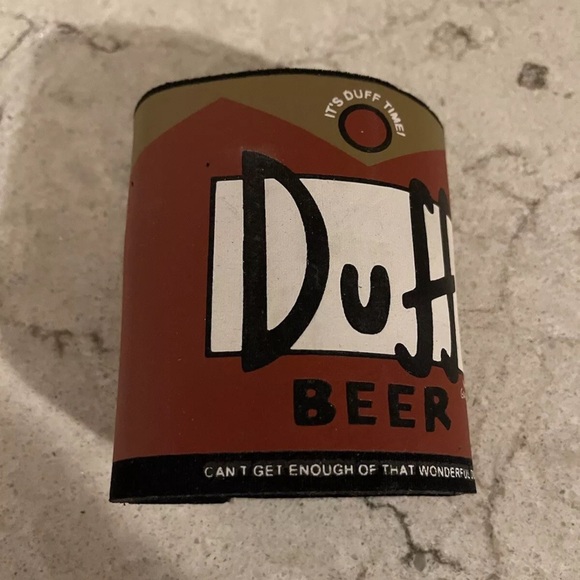 IT'S DUFF TIME!
Duff
BEER
CAN T GET ENOUGH OF THAT WONDERFUL